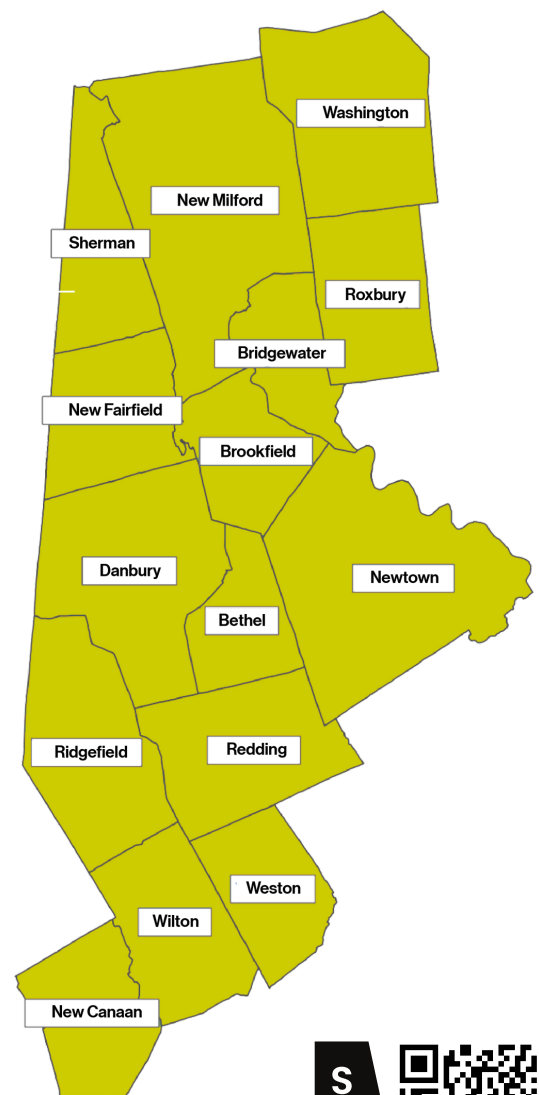 Washington
New Milford
Sherman
Roxbury
Bridgewater
New Fairfield
Brookfield
Danbury
Newtown
Bethel
Ridgefield
Redding
Weston
Wilton
New Canaan
S